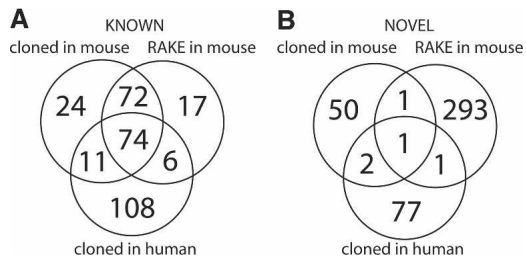 A KNOWN
cloned in mouse RAKE in mouse
24 72 17
74
11 6
108
cloned in human
B NOVEL
cloned in mouse RAKE in mouse
50 1 293
1
2 1
77
cloned in human